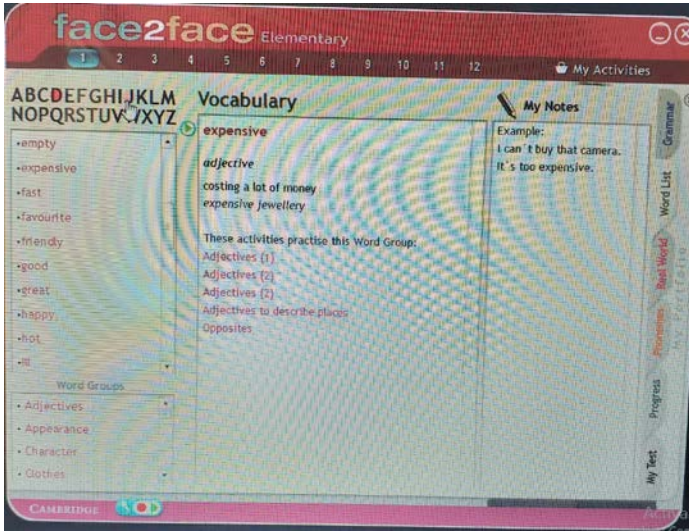 face2face Elementary
1 2 3 4 5 6 7 8 9 10 11 12
My Activities
ABCDEFGHIJKLM
NOPQRSTUVWXYZ
•empty
•expensive
•fast
•favourite
•friendly
•good
•great
•happy
•hot
•ill
Word Groups
• Adjectives
• Appearance
• Character
• Clothes
Vocabulary
expensive
adjective
costing a lot of money
expensive jewellery
These activities practise this Word Group:
Adjectives (1)
Adjectives (2)
Adjectives (2)
Adjectives to describe places
Opposites
My Notes
Example:
I can´t buy that camera.
It´s too expensive.
Grammar
Word List
Real World
Phonemes
Progress
My Test
My Portfolio
CAMBRIDGE